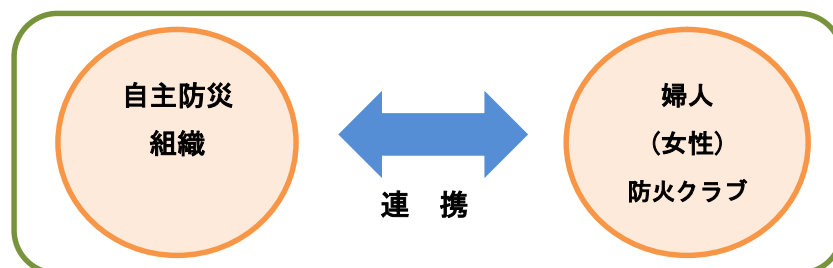 自主防災
組織
連　携
婦人
（女性）
防火クラブ